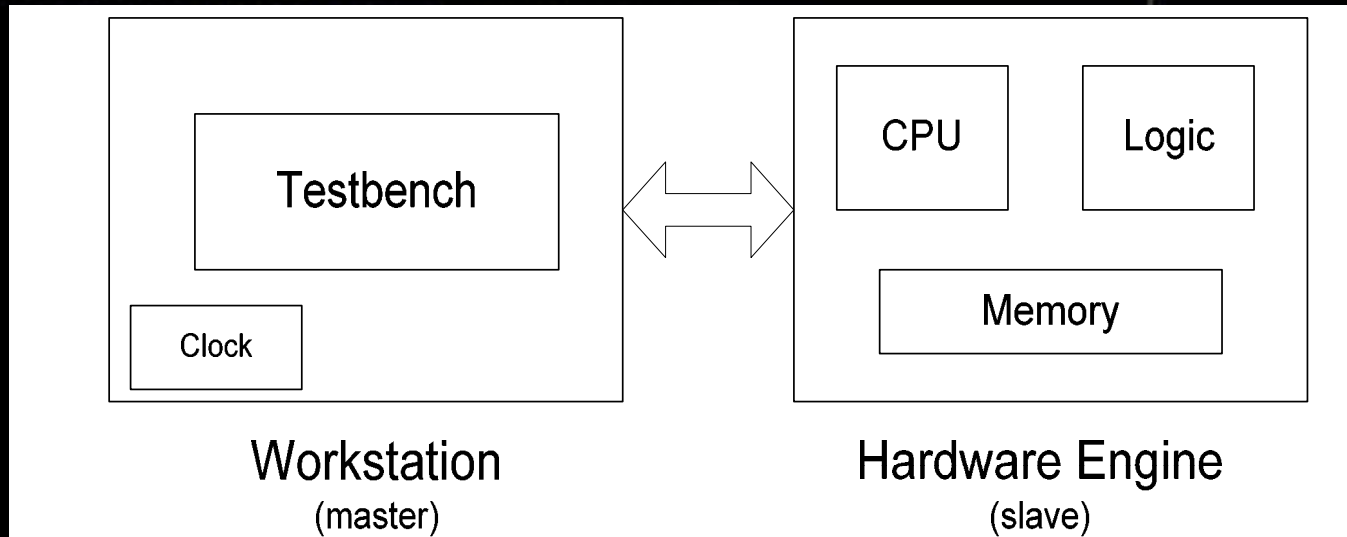 Testbench
Clock
Workstation
(master)
CPU
Logic
Memory
Hardware Engine
(slave)